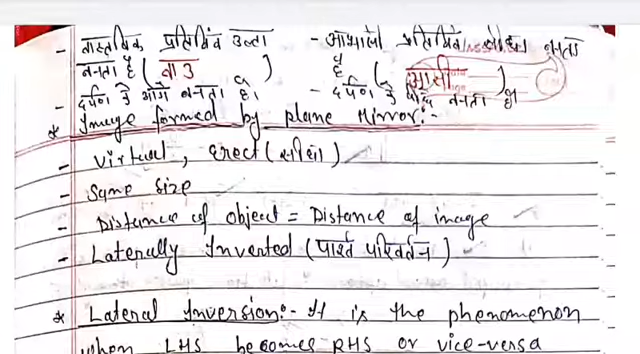 - वास्तविक प्रतिबिंब उल्टा - आभासी प्रतिबिंब सीधा बनता
बनता है (वा उ) है (आ सी)
- दर्पण के आगे बनता है। - दर्पण के पीछे बनता है।
* Image formed by plane Mirror:-
- Virtual, Erect (सीधा)
- Same Size
- Distance of object = Distance of image
- Laterally Inverted (पार्श्व परिवर्तन)
* Lateral Inversion:- It is the phenomenon
when LHS becomes RHS or vice-versa